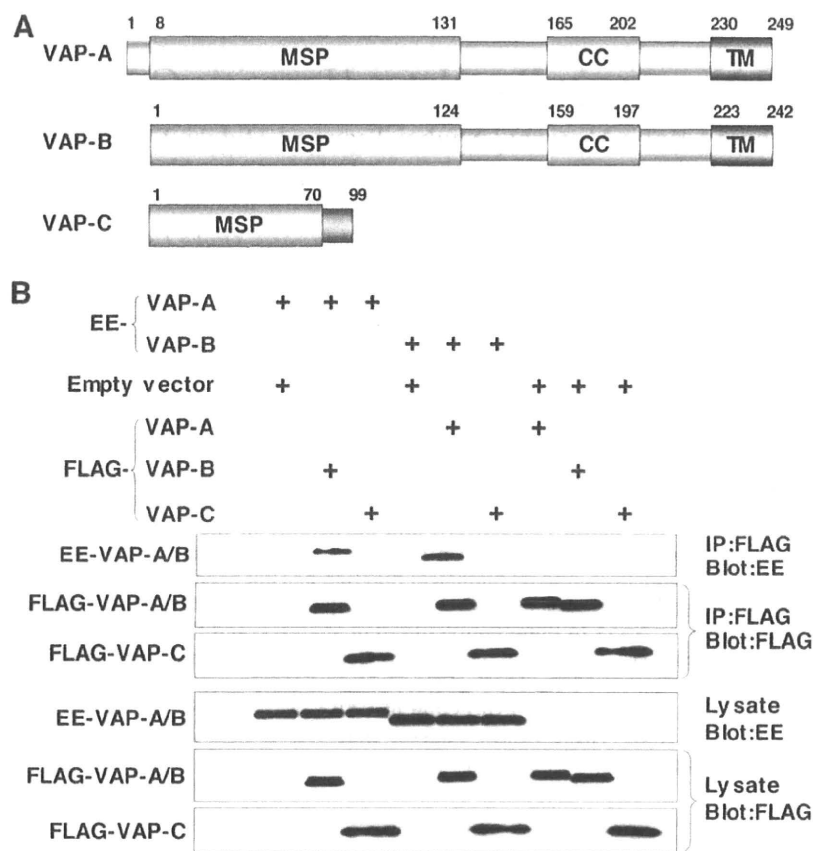 A
1 8 131 165 202 230 249
VAP-A MSP CC TM
1 124 159 197 223 242
VAP-B MSP CC TM
1 70 99
VAP-C MSP
B
EE- VAP-A + + +
VAP-B + + +
Empty vector + + + + +
FLAG- VAP-A + +
VAP-B + +
VAP-C + + +
EE-VAP-A/B IP:FLAG
Blot:EE
FLAG-VAP-A/B IP:FLAG
FLAG-VAP-C Blot:FLAG
EE-VAP-A/B Lysate
Blot:EE
FLAG-VAP-A/B Lysate
FLAG-VAP-C Blot:FLAG